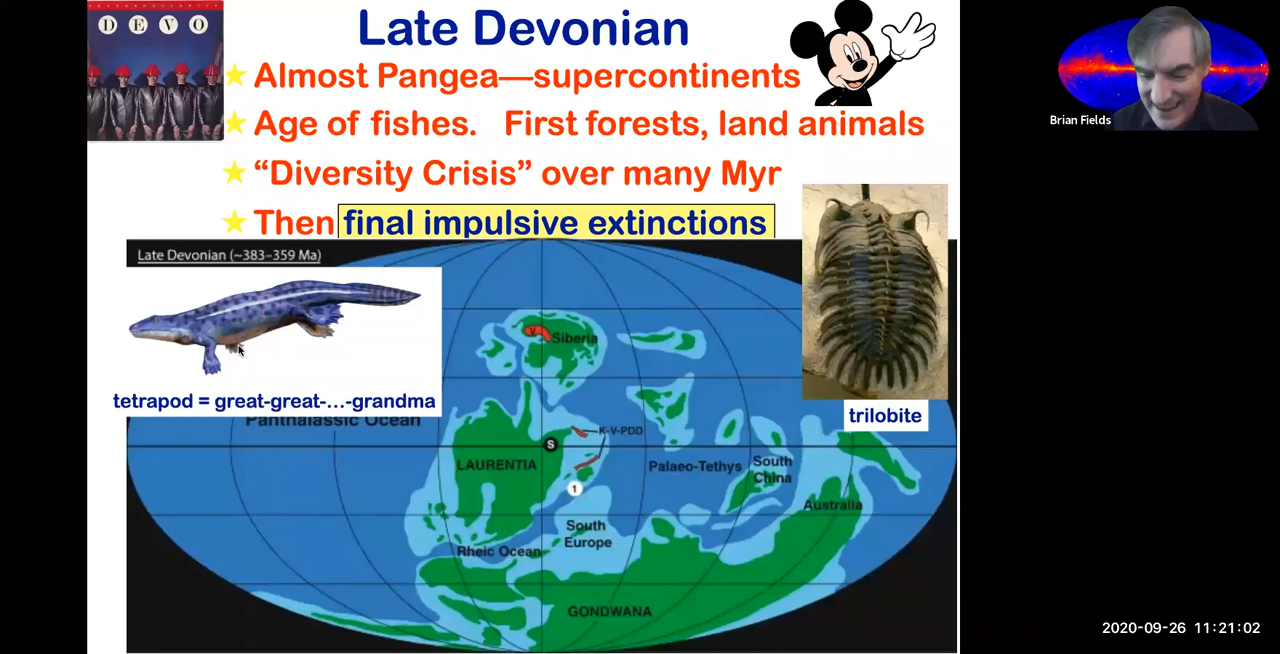 DEVO
Late Devonian
Almost Pangea—supercontinents
Age of fishes. First forests, land animals
“Diversity Crisis” over many Myr
Then final impulsive extinctions
Brian Fields
Late Devonian (~383–359 Ma)
tetrapod = great-great-...-grandma
trilobite
V
Siberia
Panthalassic Ocean
K-V-PDD
S
LAURENTIA
Palaeo-Tethys
South
China
1
Australia
South
Europe
Rheic Ocean
GONDWANA
2020-09-26 11:21:02